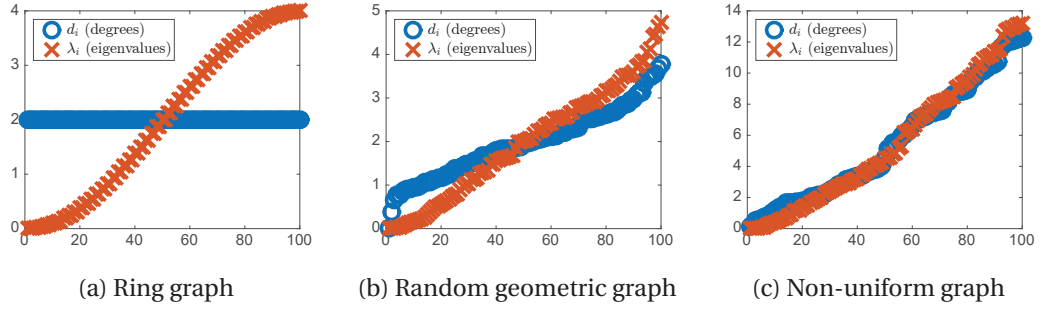 4
3
2
1
0
0 20 40 60 80 100
d_i (degrees)
λ_i (eigenvalues)
(a) Ring graph
5
4
3
2
1
0
0 20 40 60 80 100
d_i (degrees)
λ_i (eigenvalues)
(b) Random geometric graph
14
12
10
8
6
4
2
0
0 20 40 60 80 100
d_i (degrees)
λ_i (eigenvalues)
(c) Non-uniform graph